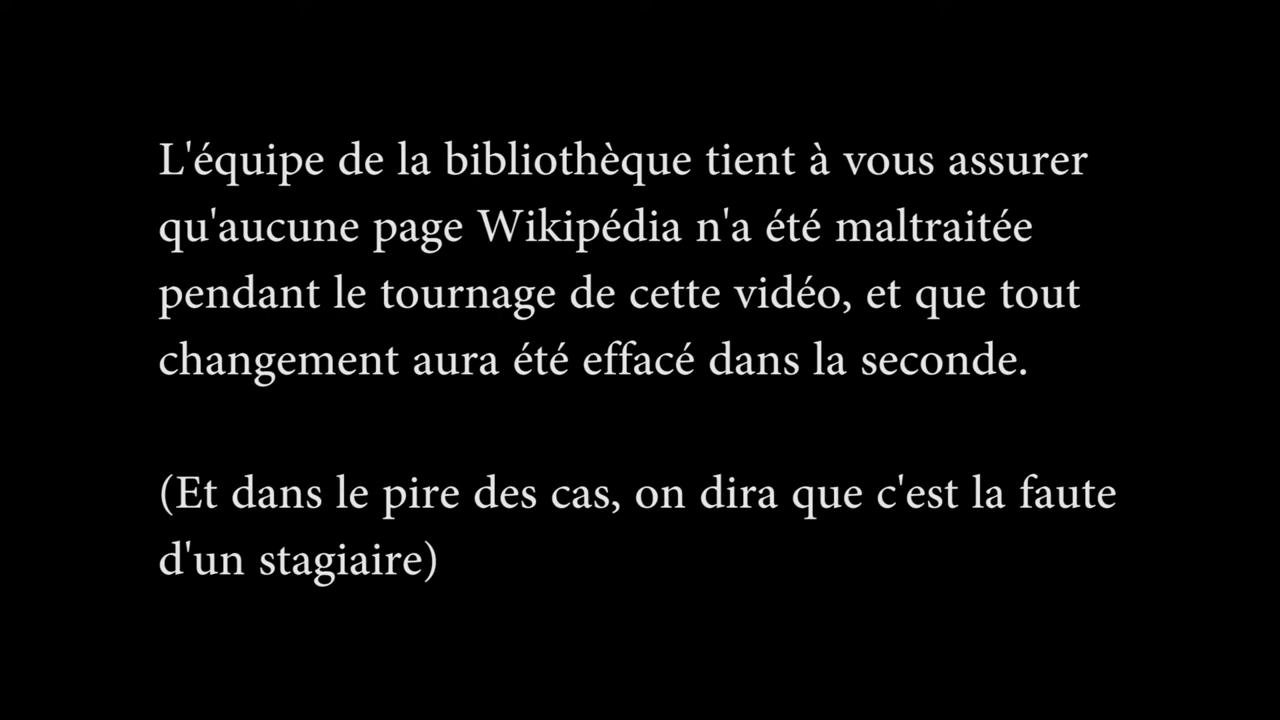 L'équipe de la bibliothèque tient à vous assurer
qu'aucune page Wikipédia n'a été maltraitée
pendant le tournage de cette vidéo, et que tout
changement aura été effacé dans la seconde.
(Et dans le pire des cas, on dira que c'est la faute
d'un stagiaire)